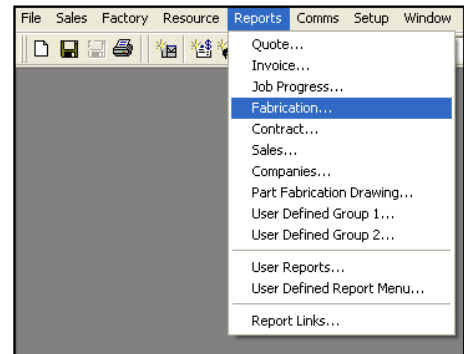 File Sales Factory Resource Reports Comms Setup Window
Quote...
Invoice...
Job Progress...
Fabrication...
Contract...
Sales...
Companies...
Part Fabrication Drawing...
User Defined Group 1...
User Defined Group 2...
User Reports...
User Defined Report Menu...
Report Links...